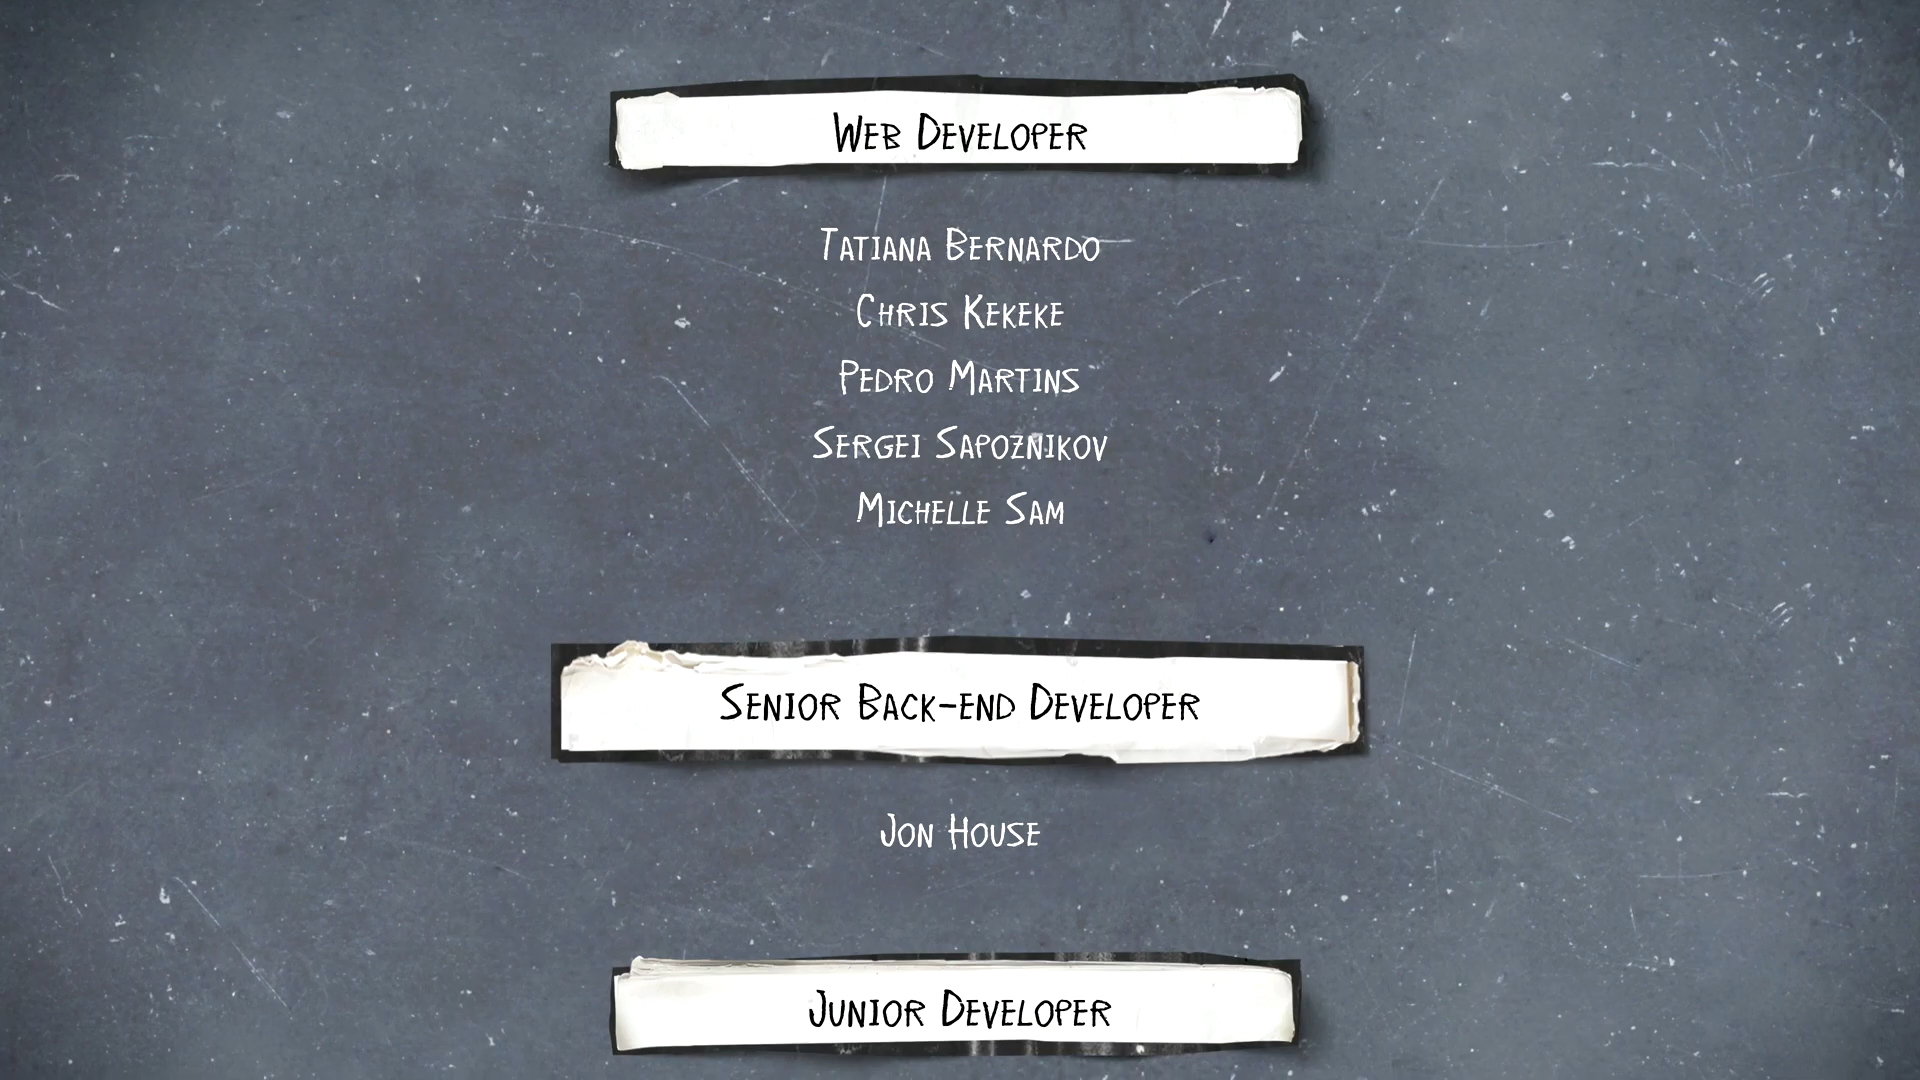 Web Developer
Tatiana Bernardo
Chris Kekeke
Pedro Martins
Sergei Sapoznikov
Michelle Sam
Senior Back-end Developer
Jon House
Junior Developer